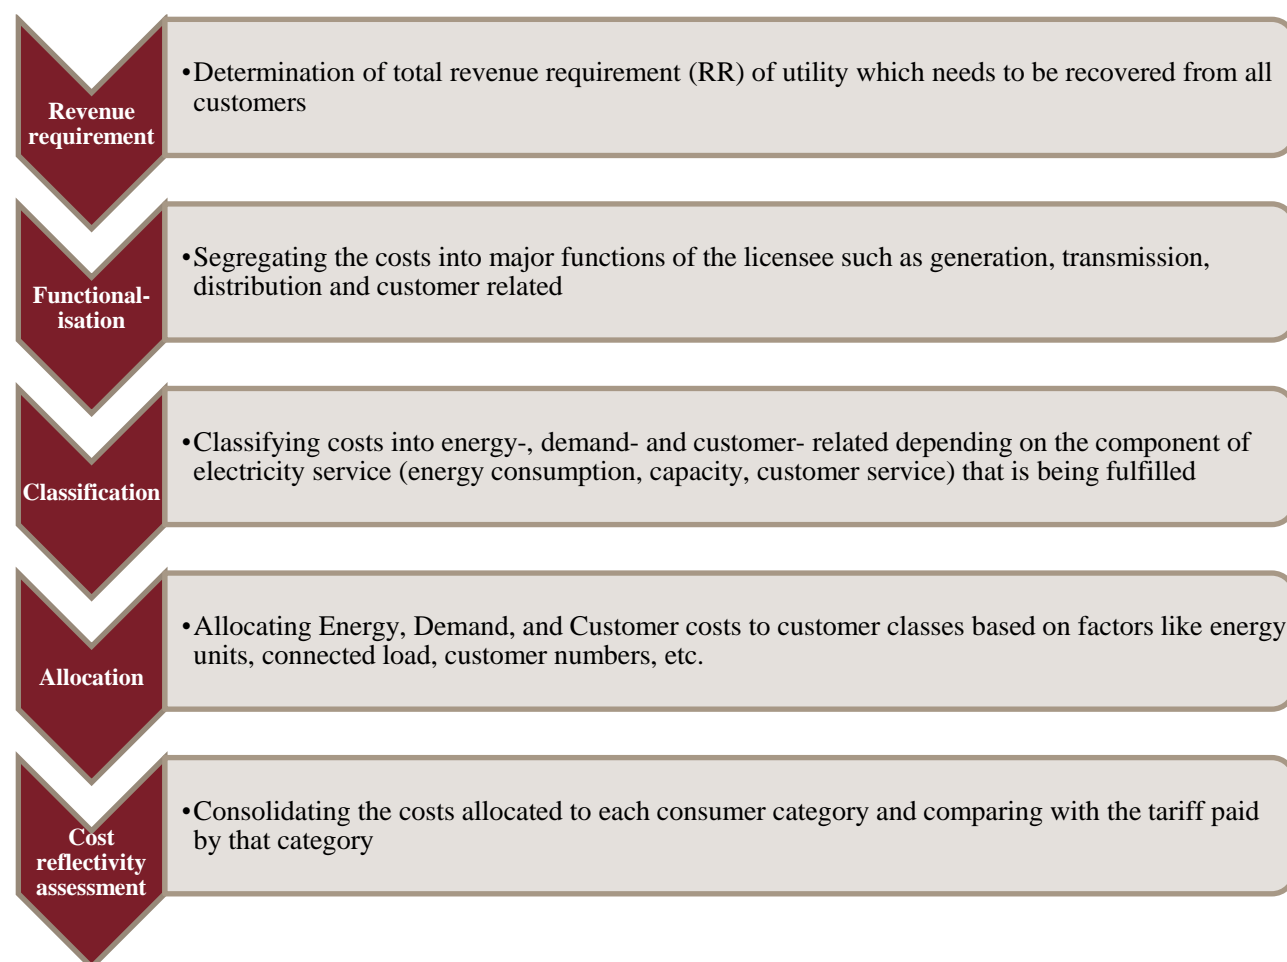 Revenue
requirement
•Determination of total revenue requirement (RR) of utility which needs to be recovered from all
customers
Functional-
isation
•Segregating the costs into major functions of the licensee such as generation, transmission,
distribution and customer related
Classification
•Classifying costs into energy-, demand- and customer- related depending on the component of
electricity service (energy consumption, capacity, customer service) that is being fulfilled
Allocation
•Allocating Energy, Demand, and Customer costs to customer classes based on factors like energy
units, connected load, customer numbers, etc.
Cost
reflectivity
assessment
•Consolidating the costs allocated to each consumer category and comparing with the tariff paid
by that category